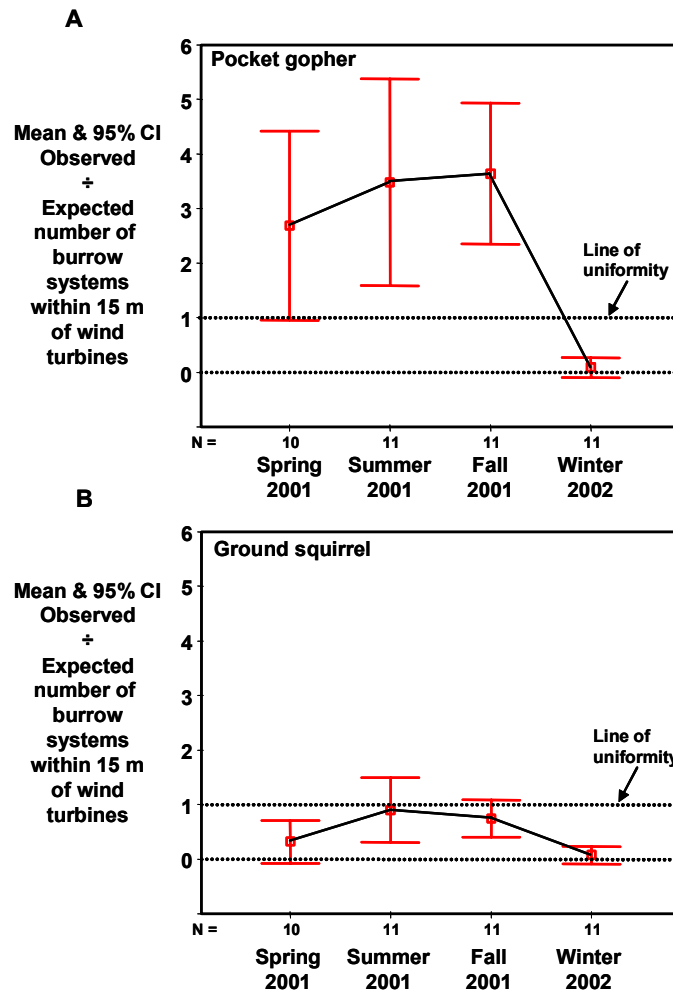 A
Pocket gopher
Mean & 95% CI
Observed
÷
Expected
number of
burrow
systems
within 15 m
of wind
turbines
6
5
4
3
2
1
0
Line of
uniformity
N = 10 11 11 11
Spring Summer Fall Winter
2001 2001 2001 2002
B
Ground squirrel
Mean & 95% CI
Observed
÷
Expected
number of
burrow
systems
within 15 m
of wind
turbines
6
5
4
3
2
1
0
Line of
uniformity
N = 10 11 11 11
Spring Summer Fall Winter
2001 2001 2001 2002